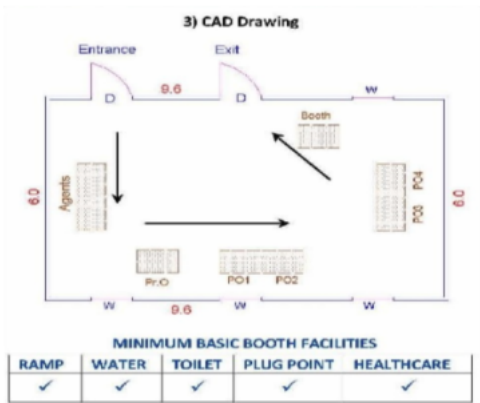 3) CAD Drawing
Entrance Exit
D 9.6 D W
Booth
6.0 Agents PO3 PO4 6.0
Pr.O PO1 PO2
W 9.6 W W
MINIMUM BASIC BOOTH FACILITIES
RAMP WATER TOILET PLUG POINT HEALTHCARE
✓ ✓ ✓ ✓ ✓